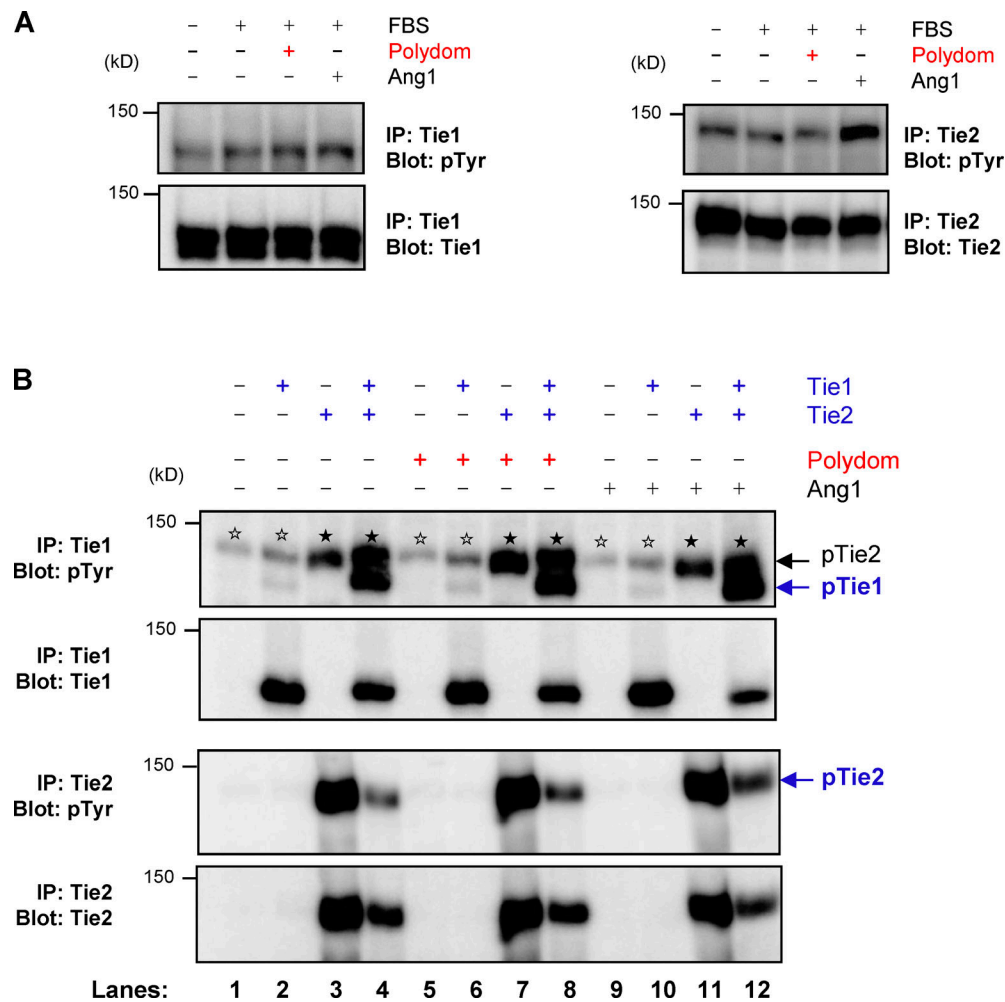 A
− + + + FBS
− − + − Polydom
(kD)
− − − + Ang1
150
IP: Tie1
Blot: pTyr
150
IP: Tie1
Blot: Tie1
− + + + FBS
− − + − Polydom
(kD)
− − − + Ang1
150
IP: Tie2
Blot: pTyr
150
IP: Tie2
Blot: Tie2
B
− + − + − + − + − + − + Tie1
− − + + − − + + − − + + Tie2
− − − − + + + + − − − − Polydom
(kD)
− − − − − − − − + + + + Ang1
150
☆ ☆ ★ ★ ☆ ☆ ★ ★ ☆ ☆ ★ ★
IP: Tie1
Blot: pTyr
pTie2
pTie1
150
IP: Tie1
Blot: Tie1
150
IP: Tie2
Blot: pTyr
pTie2
150
IP: Tie2
Blot: Tie2
Lanes: 1 2 3 4 5 6 7 8 9 10 11 12